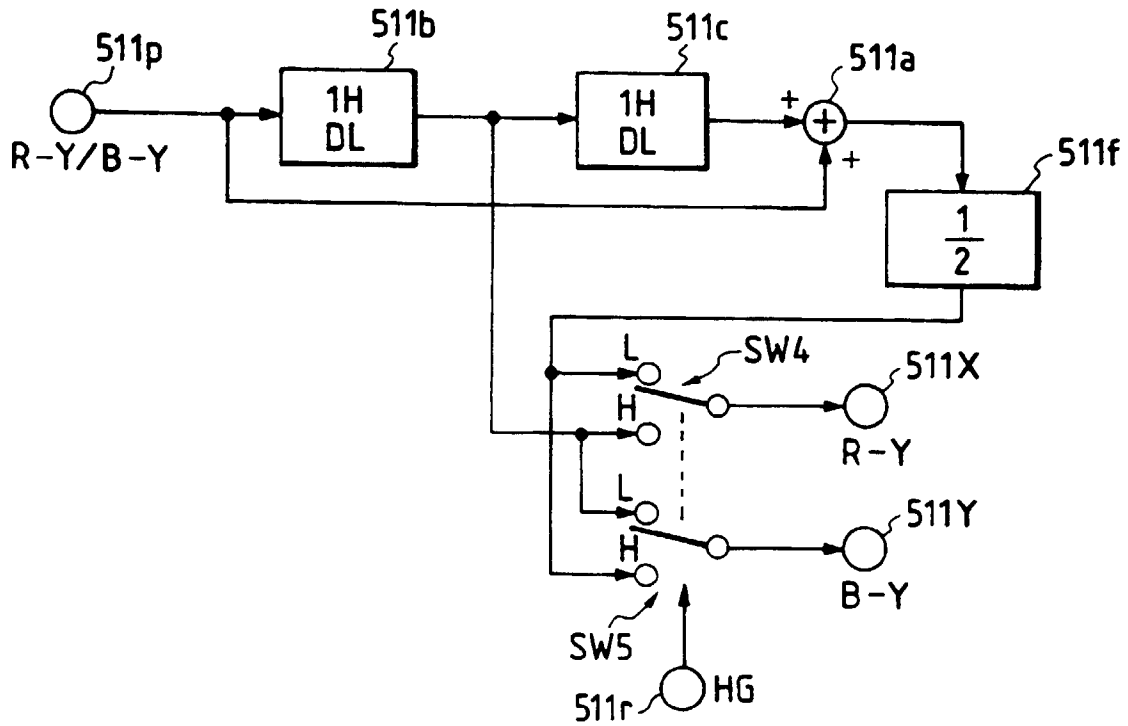 511p
511b
511c
511a
1H
DL
1H
DL
+
+
+
R-Y/B-Y
511f
1
2
L
SW4
511X
H
R-Y
L
511Y
H
B-Y
SW5
511r
HG